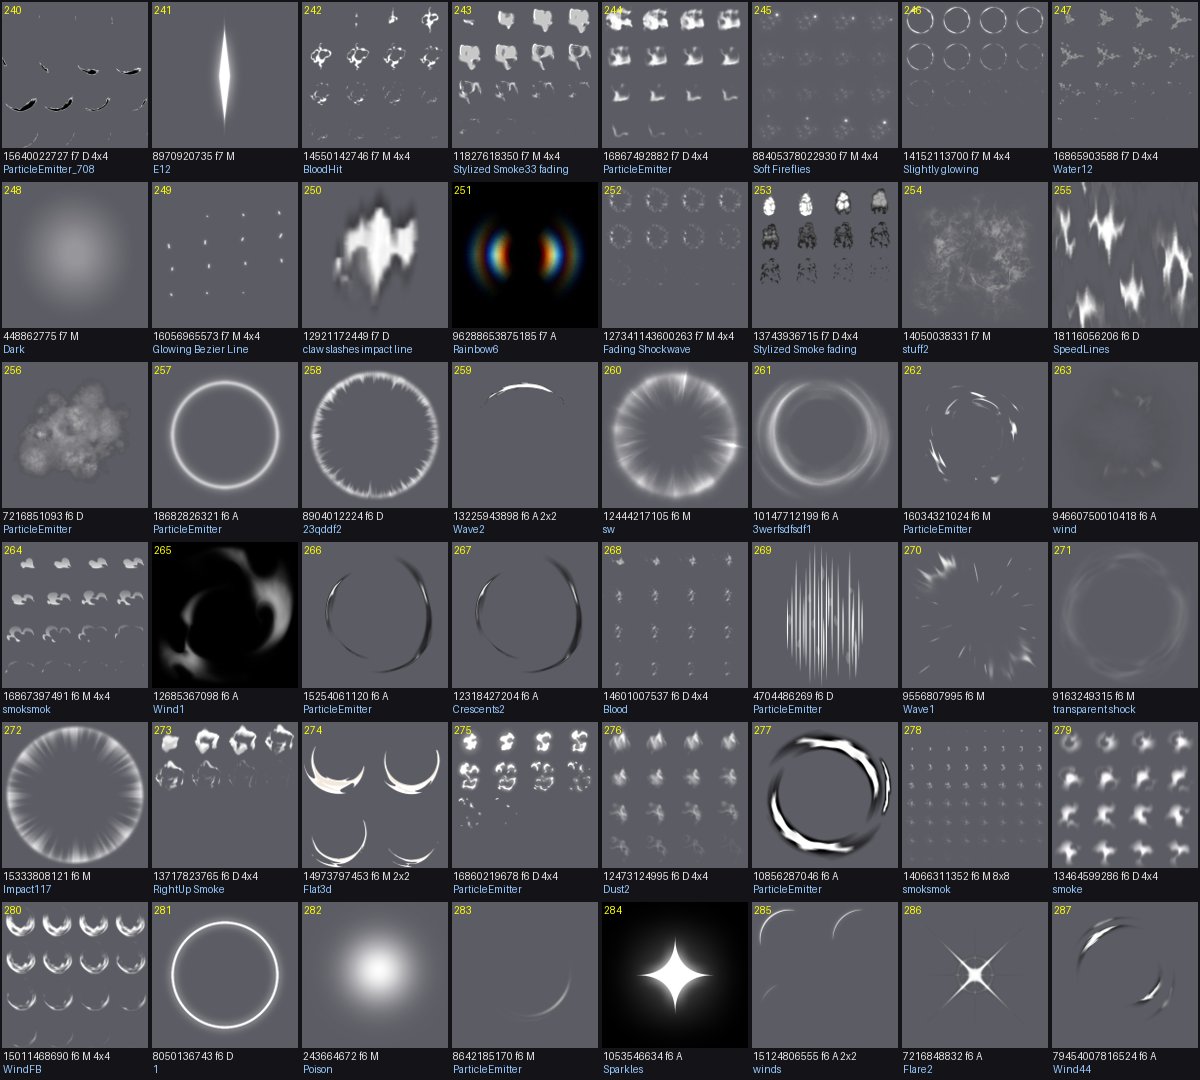 240 241 242 243 244 245 246 247
15640022727 f7 D 4x4 8970920735 f7 M 14550142746 f7 M 4x4 11827618350 f7 M 4x4 16867492882 f7 D 4x4 88405378022930 f7 M 4x4 14152113700 f7 M 4x4 16865903588 f7 D 4x4
ParticleEmitter_708 E12 BloodHit Stylized Smoke33 fading ParticleEmitter Soft Fireflies Slightly glowing Water12
248 249 250 251 252 253 254 255
448862775 f7 M 16056965573 f7 M 4x4 12921172449 f7 D 96288653875185 f7 A 127341143600263 f7 M 4x4 13743936715 f7 D 4x4 14050038331 f7 M 18116056206 f6 D
Dark Glowing Bezier Line claw slashes impact line Rainbow6 Fading Shockwave Stylized Smoke fading stuff2 SpeedLines
256 257 258 259 260 261 262 263
7216851093 f6 D 18682826321 f6 A 8904012224 f6 D 13225943898 f6 A 2x2 12444217105 f6 M 10147712199 f6 A 16034321024 f6 M 94660750010418 f6 A
ParticleEmitter ParticleEmitter 23qddf2 Wave2 sw 3werfsdfsdf1 ParticleEmitter wind
264 265 266 267 268 269 270 271
16867397491 f6 M 4x4 12685367098 f6 A 15254061120 f6 A 12318427204 f6 A 14601007537 f6 D 4x4 4704486269 f6 D 9556807995 f6 M 9163249315 f6 M
smoksmok Wind1 ParticleEmitter Crescents2 Blood ParticleEmitter Wave1 transparent shock
272 273 274 275 276 277 278 279
15333808121 f6 M 13717823765 f6 D 4x4 14973797453 f6 M 2x2 16860219678 f6 D 4x4 12473124995 f6 D 4x4 10856287046 f6 A 14066311352 f6 M 8x8 13464599286 f6 D 4x4
Impact117 RightUp Smoke Flat3d ParticleEmitter Dust2 ParticleEmitter smoksmok smoke
280 281 282 283 284 285 286 287
15011468690 f6 M 4x4 8050136743 f6 D 243664672 f6 M 8642185170 f6 M 1053546634 f6 A 15124806555 f6 A 2x2 7216848832 f6 A 79454007816524 f6 A
WindFB 1 Poison ParticleEmitter Sparkles winds Flare2 Wind44